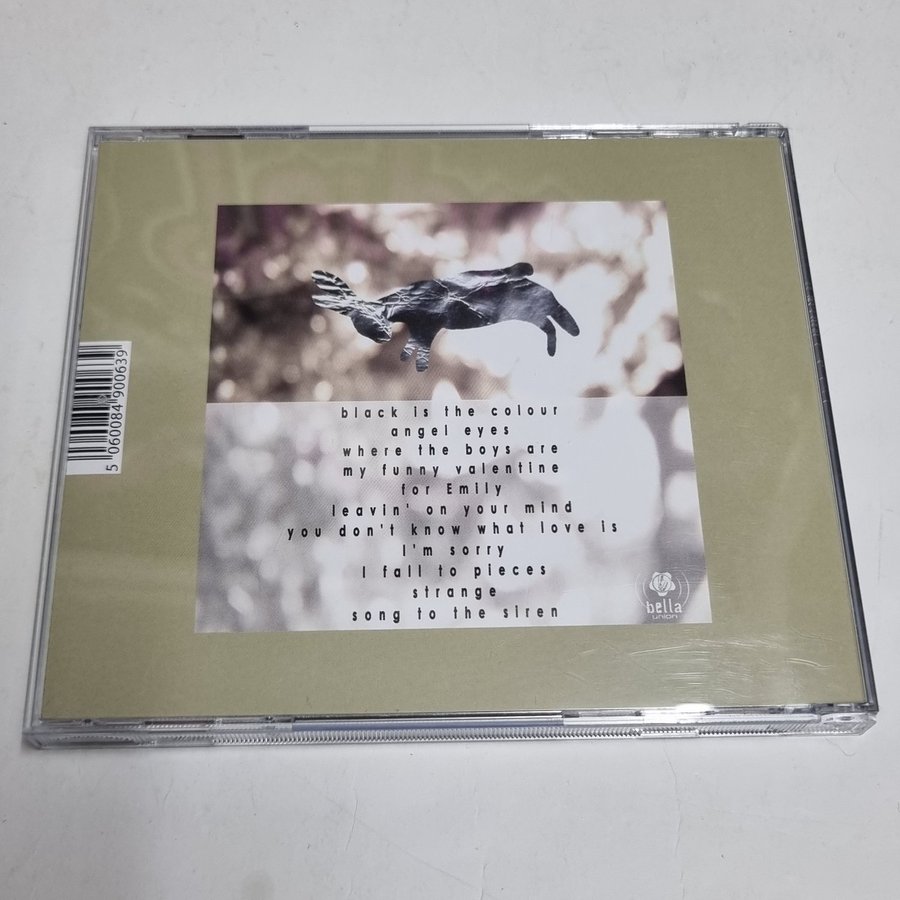 black is the colour
angel eyes
where the boys are
my funny valentine
for Emily
leavin' on your mind
you don't know what love is
I'm sorry
I fall to pieces
strange
song to the siren
bella
union
5 060084 900639